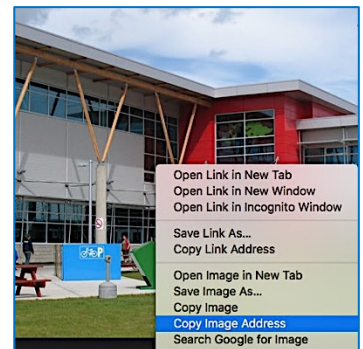 P
Open Link in New Tab
Open Link in New Window
Open Link in Incognito Window
Save Link As...
Copy Link Address
Open Image in New Tab
Save Image As...
Copy Image
Copy Image Address
Search Google for Image